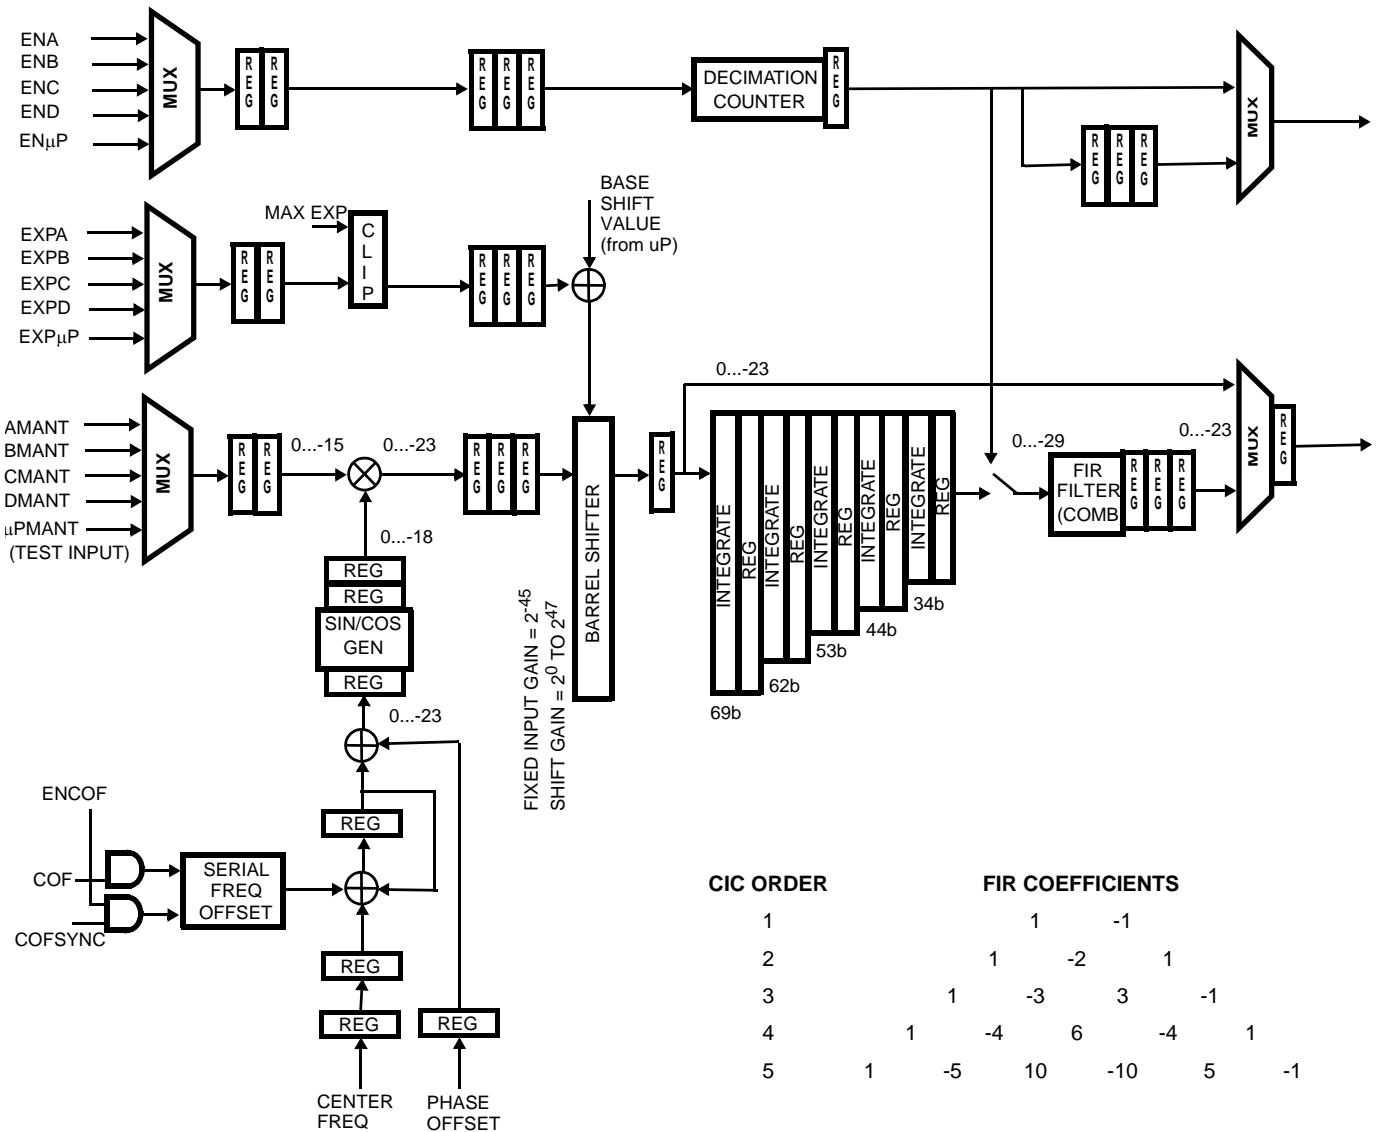 ENA
ENB
ENC
END
ENμP
MUX
REG
REG
REG
REG
REG
DECIMATION
COUNTER
REG
REG
REG
REG
MUX
EXPA
EXPB
EXPC
EXPD
EXPμP
MUX
REG
REG
MAX EXP
CLIP
REG
REG
REG
BASE
SHIFT
VALUE
(from uP)
AMANT
BMANT
CMANT
DMANT
μPMANT
(TEST INPUT)
MUX
REG
REG
0...-15
0...-23
REG
REG
REG
BARREL SHIFTER
FIXED INPUT GAIN = 2^-45
SHIFT GAIN = 2^0 TO 2^47
REG
0...-23
INTEGRATE
REG
INTEGRATE
REG
INTEGRATE
REG
INTEGRATE
REG
INTEGRATE
REG
69b
62b
53b
44b
34b
0...-29
FIR
FILTER
(COMB
REG
REG
REG
0...-23
MUX
REG
0...-18
REG
REG
SIN/COS
GEN
REG
0...-23
REG
ENCOF
COF
COFSYNC
SERIAL
FREQ
OFFSET
REG
REG
REG
CENTER
FREQ
PHASE
OFFSET
CIC ORDER FIR COEFFICIENTS
1 1 -1
2 1 -2 1
3 1 -3 3 -1
4 1 -4 6 -4 1
5 1 -5 10 -10 5 -1